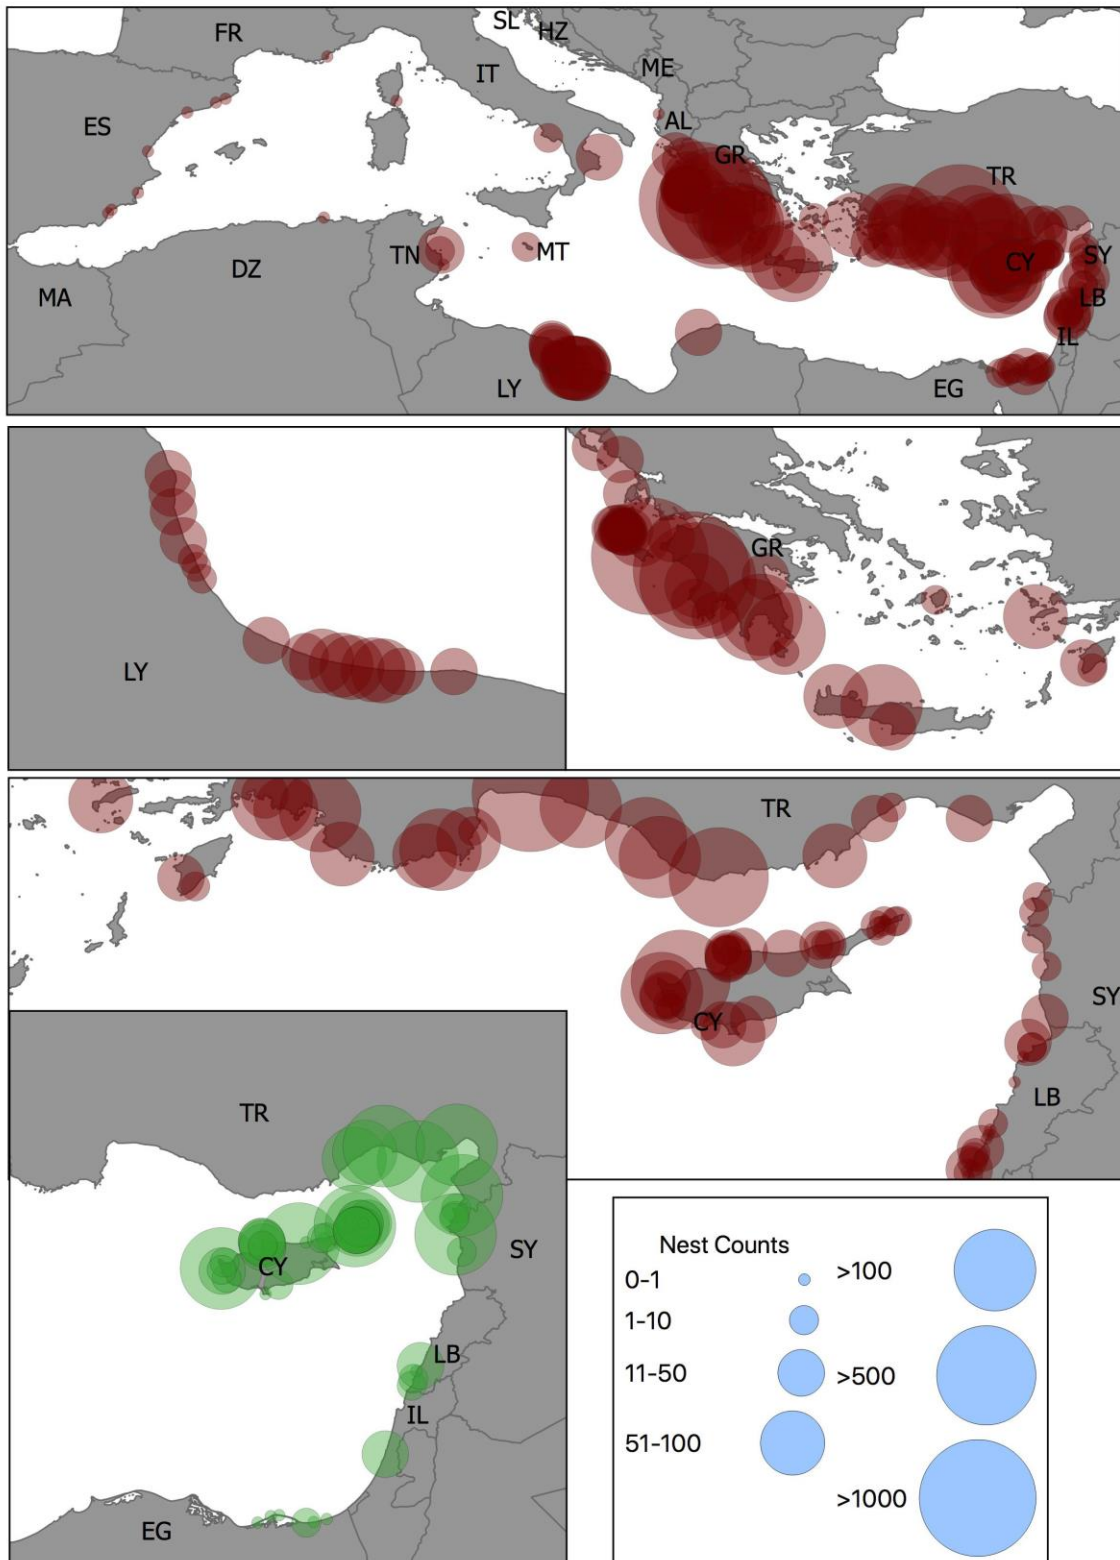 SL
FR
HZ
ME
IT
ES
AL
GR
TR
TN
MT
CY
SY
DZ
MA
LB
IL
LY
EG
GR
LY
TR
CY
SY
LB
TR
CY
SY
LB
IL
EG
Nest Counts
0-1
>100
1-10
11-50
>500
51-100
>1000